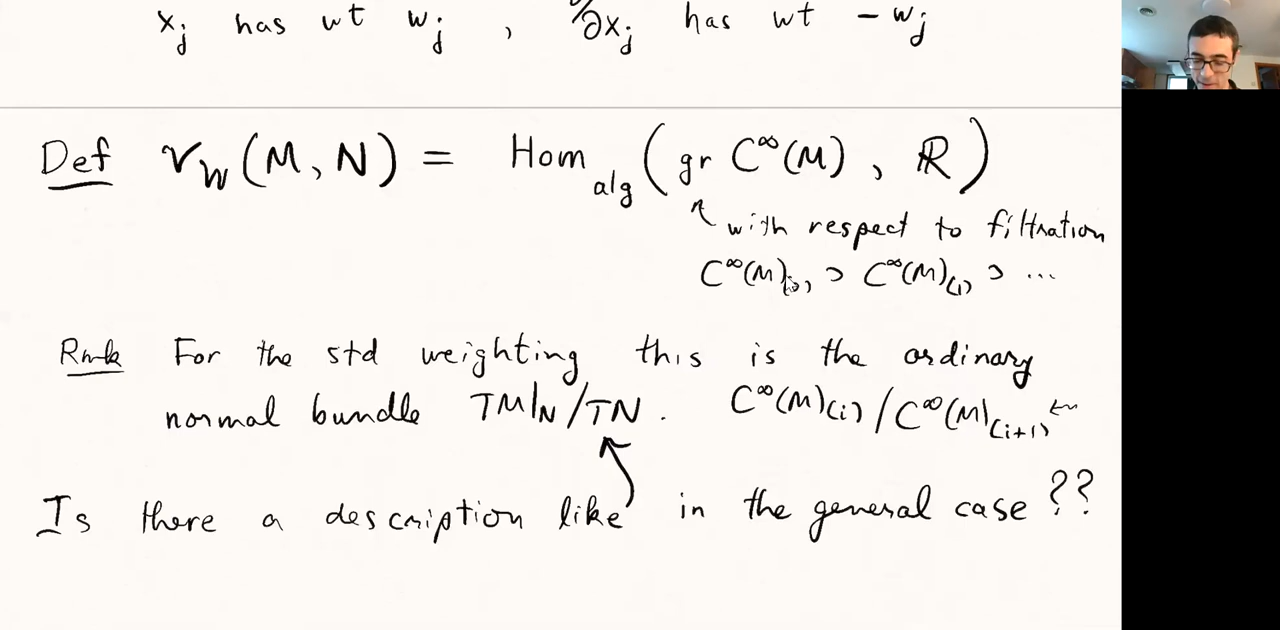 x_j has wt w_j , ∂/∂x_j has wt - w_j
Def ν_W(M, N) = Hom_alg (gr C^∞(M) , ℝ)
↖ with respect to filtration
C^∞(M)_(0) ⊃ C^∞(M)_(1) ⊃ ...
Rmk For the std weighting this is the ordinary
normal bundle TM|_N/TN . C^∞(M)_(i) / C^∞(M)_(i+1)
Is there a description like in the general case ??